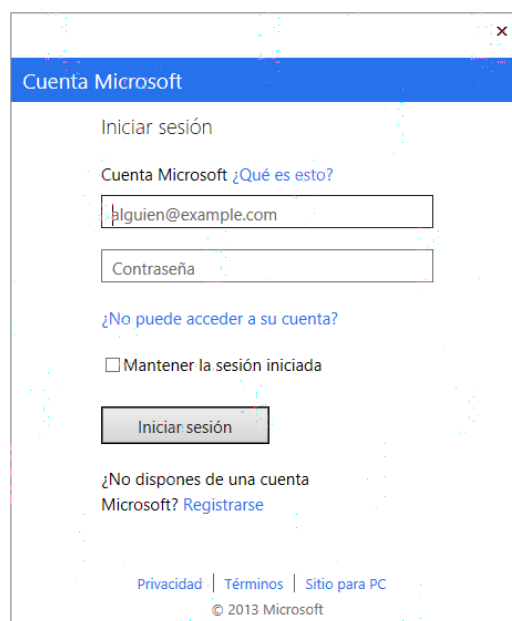 Cuenta Microsoft
Iniciar sesión
Cuenta Microsoft ¿Qué es esto?
alguien@example.com
Contraseña
¿No puede acceder a su cuenta?
Mantener la sesión iniciada
Iniciar sesión
¿No dispones de una cuenta
Microsoft? Registrarse
Privacidad | Términos | Sitio para PC
© 2013 Microsoft